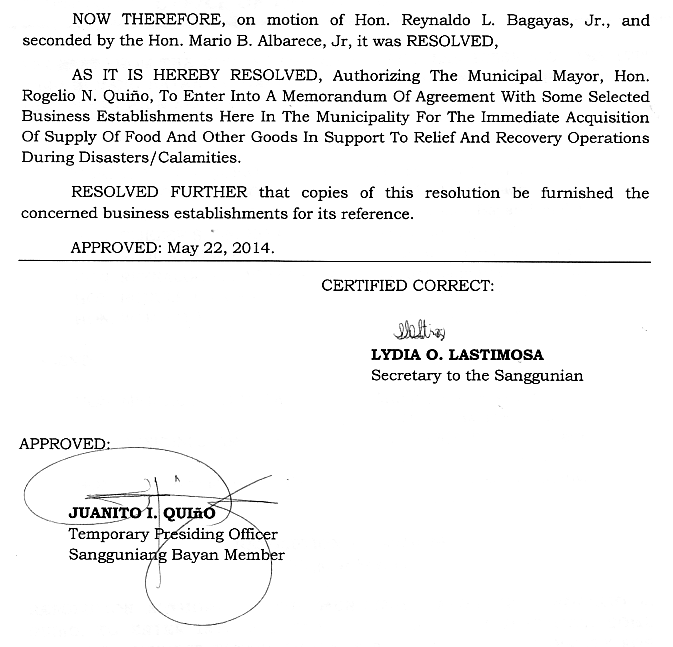 NOW THEREFORE, on motion of Hon. Reynaldo L. Bagayas, Jr., and
seconded by the Hon. Mario B. Albarece, Jr, it was RESOLVED,
AS IT IS HEREBY RESOLVED, Authorizing The Municipal Mayor, Hon.
Rogelio N. Quiño, To Enter Into A Memorandum Of Agreement With Some Selected
Business Establishments Here In The Municipality For The Immediate Acquisition
Of Supply Of Food And Other Goods In Support To Relief And Recovery Operations
During Disasters/Calamities.
RESOLVED FURTHER that copies of this resolution be furnished the
concerned business establishments for its reference.
APPROVED: May 22, 2014.
CERTIFIED CORRECT:
LYDIA O. LASTIMOSA
Secretary to the Sanggunian
APPROVED:
JUANITO I. QUIñO
Temporary Presiding Officer
Sangguniang Bayan Member